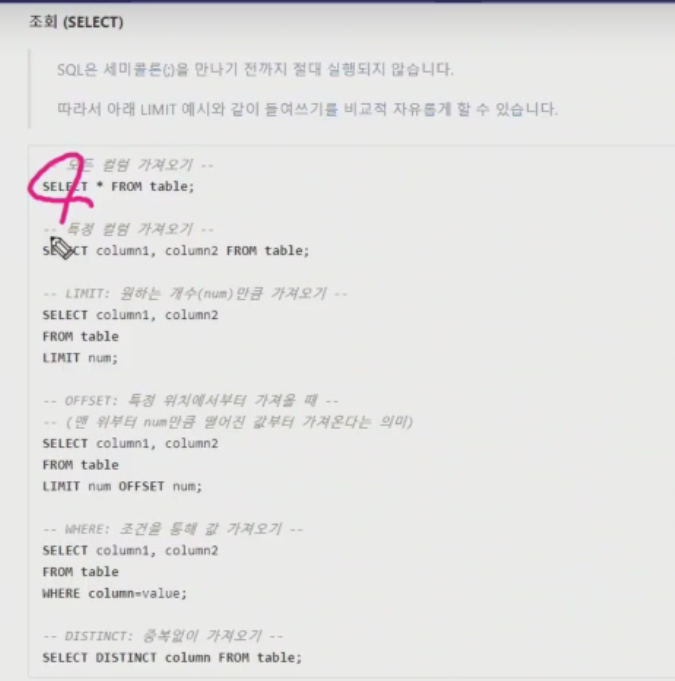 조회 (SELECT)
SQL은 세미콜론(;)을 만나기 전까지 절대 실행되지 않습니다.
따라서 아래 LIMIT 예시와 같이 들여쓰기를 비교적 자유롭게 할 수 있습니다.
모든 컬럼 가져오기 --
SELECT * FROM table;
-- 특정 컬럼 가져오기 --
SELECT column1, column2 FROM table;
-- LIMIT: 원하는 개수(num)만큼 가져오기 --
SELECT column1, column2
FROM table
LIMIT num;
-- OFFSET: 특정 위치에서부터 가져올 때 --
-- (맨 위부터 num만큼 떨어진 값부터 가져온다는 의미)
SELECT column1, column2
FROM table
LIMIT num OFFSET num;
-- WHERE: 조건을 통해 값 가져오기 --
SELECT column1, column2
FROM table
WHERE column=value;
-- DISTINCT: 중복없이 가져오기 --
SELECT DISTINCT column FROM table;